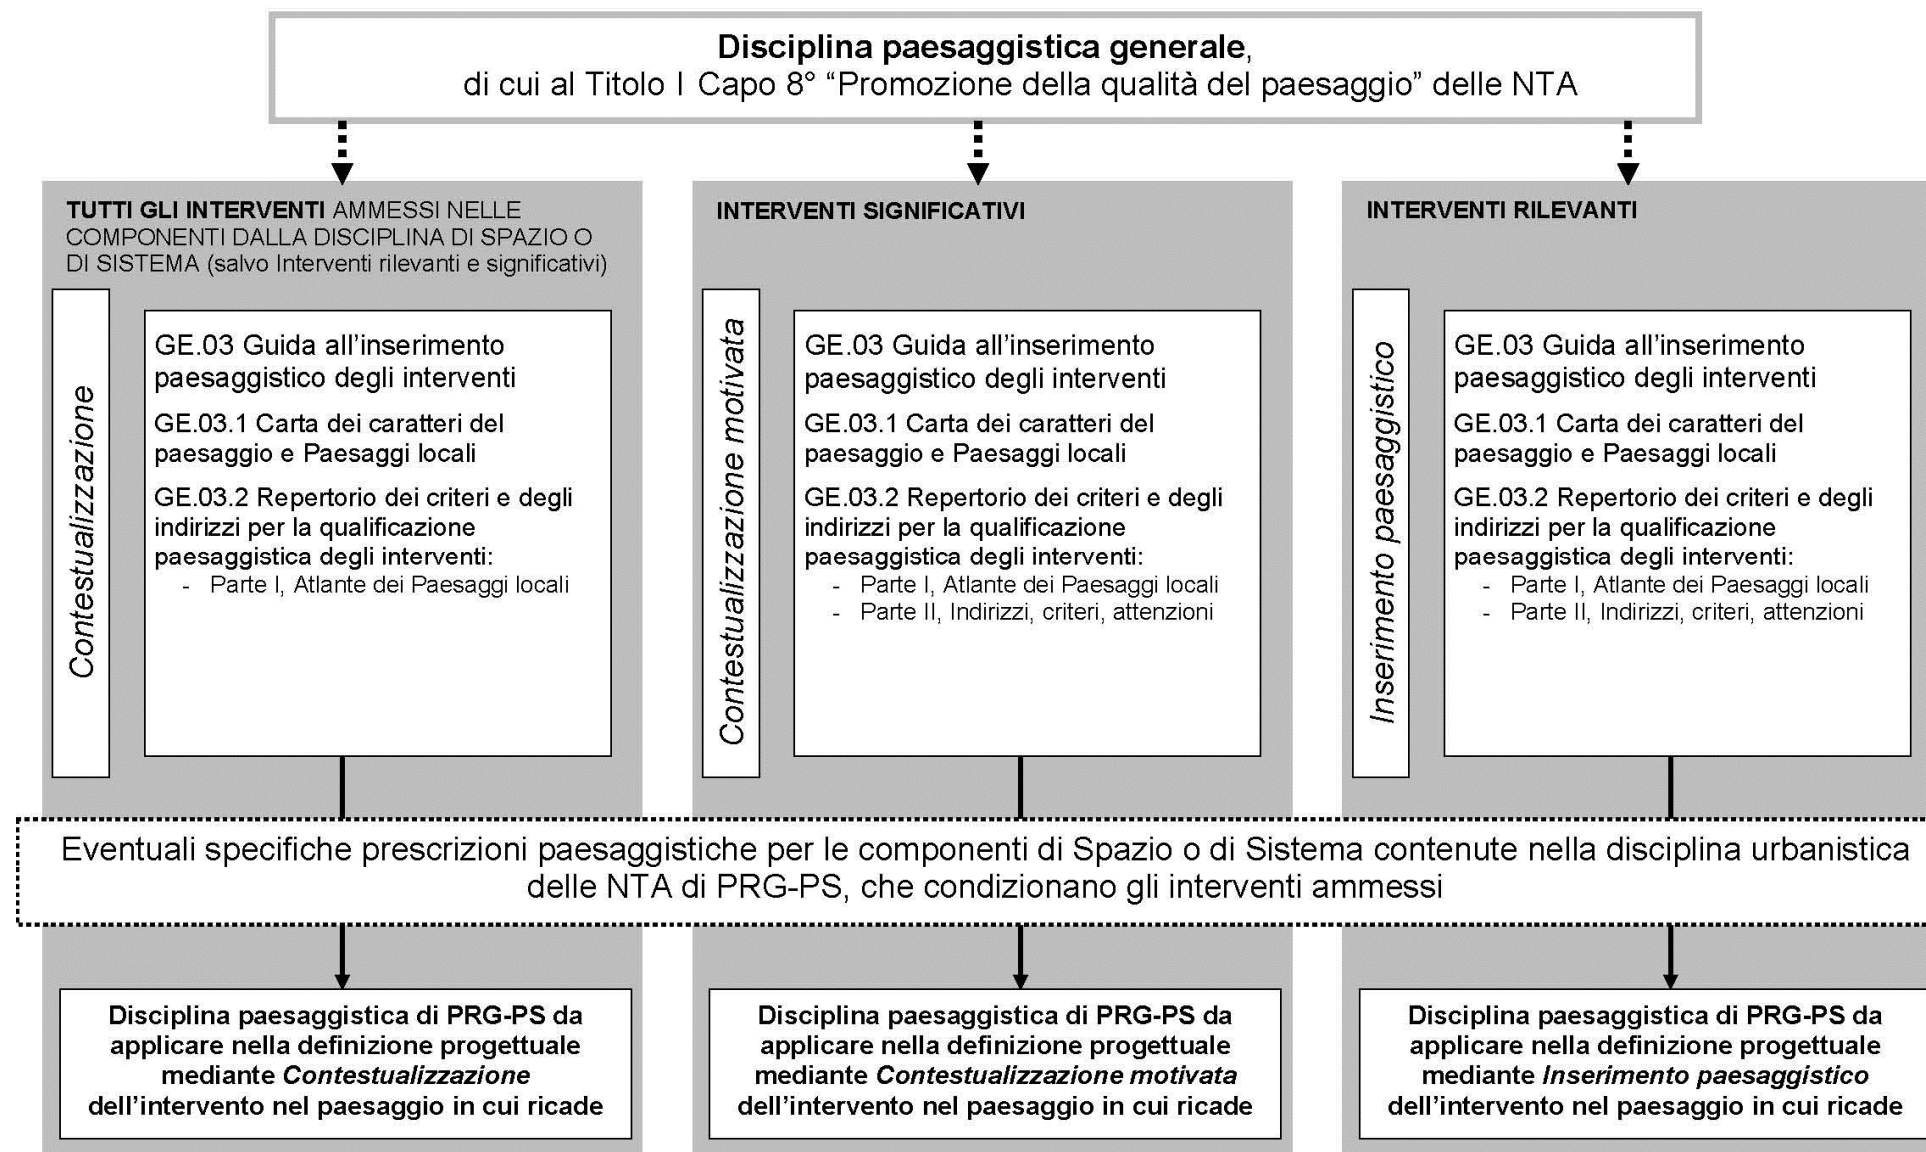 Disciplina paesaggistica generale,
di cui al Titolo I Capo 8° “Promozione della qualità del paesaggio” delle NTA
TUTTI GLI INTERVENTI AMMESSI NELLE
COMPONENTI DALLA DISCIPLINA DI SPAZIO O
DI SISTEMA (salvo Interventi rilevanti e significativi)
Contestualizzazione
GE.03 Guida all’inserimento
paesaggistico degli interventi
GE.03.1 Carta dei caratteri del
paesaggio e Paesaggi locali
GE.03.2 Repertorio dei criteri e degli
indirizzi per la qualificazione
paesaggistica degli interventi:
- Parte I, Atlante dei Paesaggi locali
INTERVENTI SIGNIFICATIVI
Contestualizzazione motivata
GE.03 Guida all’inserimento
paesaggistico degli interventi
GE.03.1 Carta dei caratteri del
paesaggio e Paesaggi locali
GE.03.2 Repertorio dei criteri e degli
indirizzi per la qualificazione
paesaggistica degli interventi:
- Parte I, Atlante dei Paesaggi locali
- Parte II, Indirizzi, criteri, attenzioni
INTERVENTI RILEVANTI
Inserimento paesaggistico
GE.03 Guida all’inserimento
paesaggistico degli interventi
GE.03.1 Carta dei caratteri del
paesaggio e Paesaggi locali
GE.03.2 Repertorio dei criteri e degli
indirizzi per la qualificazione
paesaggistica degli interventi:
- Parte I, Atlante dei Paesaggi locali
- Parte II, Indirizzi, criteri, attenzioni
Eventuali specifiche prescrizioni paesaggistiche per le componenti di Spazio o di Sistema contenute nella disciplina urbanistica
delle NTA di PRG-PS, che condizionano gli interventi ammessi
Disciplina paesaggistica di PRG-PS da
applicare nella definizione progettuale
mediante Contestualizzazione
dell’intervento nel paesaggio in cui ricade
Disciplina paesaggistica di PRG-PS da
applicare nella definizione progettuale
mediante Contestualizzazione motivata
dell’intervento nel paesaggio in cui ricade
Disciplina paesaggistica di PRG-PS da
applicare nella definizione progettuale
mediante Inserimento paesaggistico
dell’intervento nel paesaggio in cui ricade